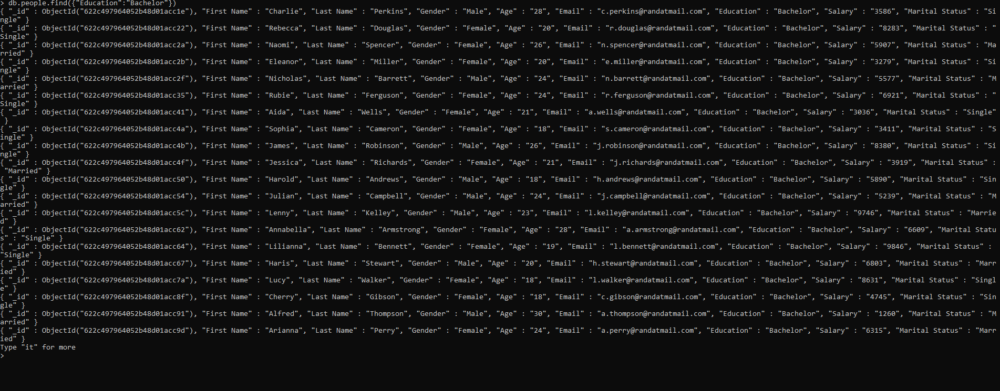 > db.people.find({"Education":"Bachelor"})
{ "_id" : ObjectId("622c497964052b48d01acc1e"), "First Name" : "Charlie", "Last Name" : "Perkins", "Gender" : "Male", "Age" : "28", "Email" : "c.perkins@randatmail.com", "Education" : "Bachelor", "Salary" : "3586", "Marital Status" : "Si
ngle" }
{ "_id" : ObjectId("622c497964052b48d01acc22"), "First Name" : "Rebecca", "Last Name" : "Douglas", "Gender" : "Female", "Age" : "20", "Email" : "r.douglas@randatmail.com", "Education" : "Bachelor", "Salary" : "8283", "Marital Status" : "
Single" }
{ "_id" : ObjectId("622c497964052b48d01acc2a"), "First Name" : "Naomi", "Last Name" : "Spencer", "Gender" : "Female", "Age" : "26", "Email" : "n.spencer@randatmail.com", "Education" : "Bachelor", "Salary" : "5907", "Marital Status" : "Ma
rried" }
{ "_id" : ObjectId("622c497964052b48d01acc2b"), "First Name" : "Eleanor", "Last Name" : "Miller", "Gender" : "Female", "Age" : "20", "Email" : "e.miller@randatmail.com", "Education" : "Bachelor", "Salary" : "3279", "Marital Status" : "Si
ngle" }
{ "_id" : ObjectId("622c497964052b48d01acc2f"), "First Name" : "Nicholas", "Last Name" : "Barrett", "Gender" : "Male", "Age" : "24", "Email" : "n.barrett@randatmail.com", "Education" : "Bachelor", "Salary" : "5577", "Marital Status" : "M
arried" }
{ "_id" : ObjectId("622c497964052b48d01acc35"), "First Name" : "Rubie", "Last Name" : "Ferguson", "Gender" : "Female", "Age" : "24", "Email" : "r.ferguson@randatmail.com", "Education" : "Bachelor", "Salary" : "6921", "Marital Status" : "
Single" }
{ "_id" : ObjectId("622c497964052b48d01acc41"), "First Name" : "Aida", "Last Name" : "Wells", "Gender" : "Female", "Age" : "21", "Email" : "a.wells@randatmail.com", "Education" : "Bachelor", "Salary" : "3036", "Marital Status" : "Single"
 }
{ "_id" : ObjectId("622c497964052b48d01acc4a"), "First Name" : "Sophia", "Last Name" : "Cameron", "Gender" : "Female", "Age" : "18", "Email" : "s.cameron@randatmail.com", "Education" : "Bachelor", "Salary" : "3411", "Marital Status" : "S
ingle" }
{ "_id" : ObjectId("622c497964052b48d01acc4b"), "First Name" : "James", "Last Name" : "Robinson", "Gender" : "Male", "Age" : "26", "Email" : "j.robinson@randatmail.com", "Education" : "Bachelor", "Salary" : "8380", "Marital Status" : "Si
ngle" }
{ "_id" : ObjectId("622c497964052b48d01acc4f"), "First Name" : "Jessica", "Last Name" : "Richards", "Gender" : "Female", "Age" : "21", "Email" : "j.richards@randatmail.com", "Education" : "Bachelor", "Salary" : "3919", "Marital Status" :
 "Married" }
{ "_id" : ObjectId("622c497964052b48d01acc50"), "First Name" : "Harold", "Last Name" : "Andrews", "Gender" : "Male", "Age" : "18", "Email" : "h.andrews@randatmail.com", "Education" : "Bachelor", "Salary" : "5890", "Marital Status" : "Sin
gle" }
{ "_id" : ObjectId("622c497964052b48d01acc54"), "First Name" : "Julian", "Last Name" : "Campbell", "Gender" : "Male", "Age" : "24", "Email" : "j.campbell@randatmail.com", "Education" : "Bachelor", "Salary" : "5239", "Marital Status" : "M
arried" }
{ "_id" : ObjectId("622c497964052b48d01acc5c"), "First Name" : "Lenny", "Last Name" : "Kelley", "Gender" : "Male", "Age" : "23", "Email" : "l.kelley@randatmail.com", "Education" : "Bachelor", "Salary" : "9746", "Marital Status" : "Marrie
d" }
{ "_id" : ObjectId("622c497964052b48d01acc62"), "First Name" : "Annabella", "Last Name" : "Armstrong", "Gender" : "Female", "Age" : "28", "Email" : "a.armstrong@randatmail.com", "Education" : "Bachelor", "Salary" : "6609", "Marital Statu
s" : "Single" }
{ "_id" : ObjectId("622c497964052b48d01acc64"), "First Name" : "Lilianna", "Last Name" : "Bennett", "Gender" : "Female", "Age" : "19", "Email" : "l.bennett@randatmail.com", "Education" : "Bachelor", "Salary" : "9846", "Marital Status" :
"Single" }
{ "_id" : ObjectId("622c497964052b48d01acc67"), "First Name" : "Haris", "Last Name" : "Stewart", "Gender" : "Male", "Age" : "20", "Email" : "h.stewart@randatmail.com", "Education" : "Bachelor", "Salary" : "6803", "Marital Status" : "Marr
ied" }
{ "_id" : ObjectId("622c497964052b48d01acc7a"), "First Name" : "Lucy", "Last Name" : "Walker", "Gender" : "Female", "Age" : "18", "Email" : "l.walker@randatmail.com", "Education" : "Bachelor", "Salary" : "8631", "Marital Status" : "Singl
e" }
{ "_id" : ObjectId("622c497964052b48d01acc8f"), "First Name" : "Cherry", "Last Name" : "Gibson", "Gender" : "Female", "Age" : "18", "Email" : "c.gibson@randatmail.com", "Education" : "Bachelor", "Salary" : "4745", "Marital Status" : "Sin
gle" }
{ "_id" : ObjectId("622c497964052b48d01acc91"), "First Name" : "Alfred", "Last Name" : "Thompson", "Gender" : "Male", "Age" : "30", "Email" : "a.thompson@randatmail.com", "Education" : "Bachelor", "Salary" : "1260", "Marital Status" : "M
arried" }
{ "_id" : ObjectId("622c497964052b48d01acc9d"), "First Name" : "Arianna", "Last Name" : "Perry", "Gender" : "Female", "Age" : "24", "Email" : "a.perry@randatmail.com", "Education" : "Bachelor", "Salary" : "6315", "Marital Status" : "Marr
ied" }
Type "it" for more
>